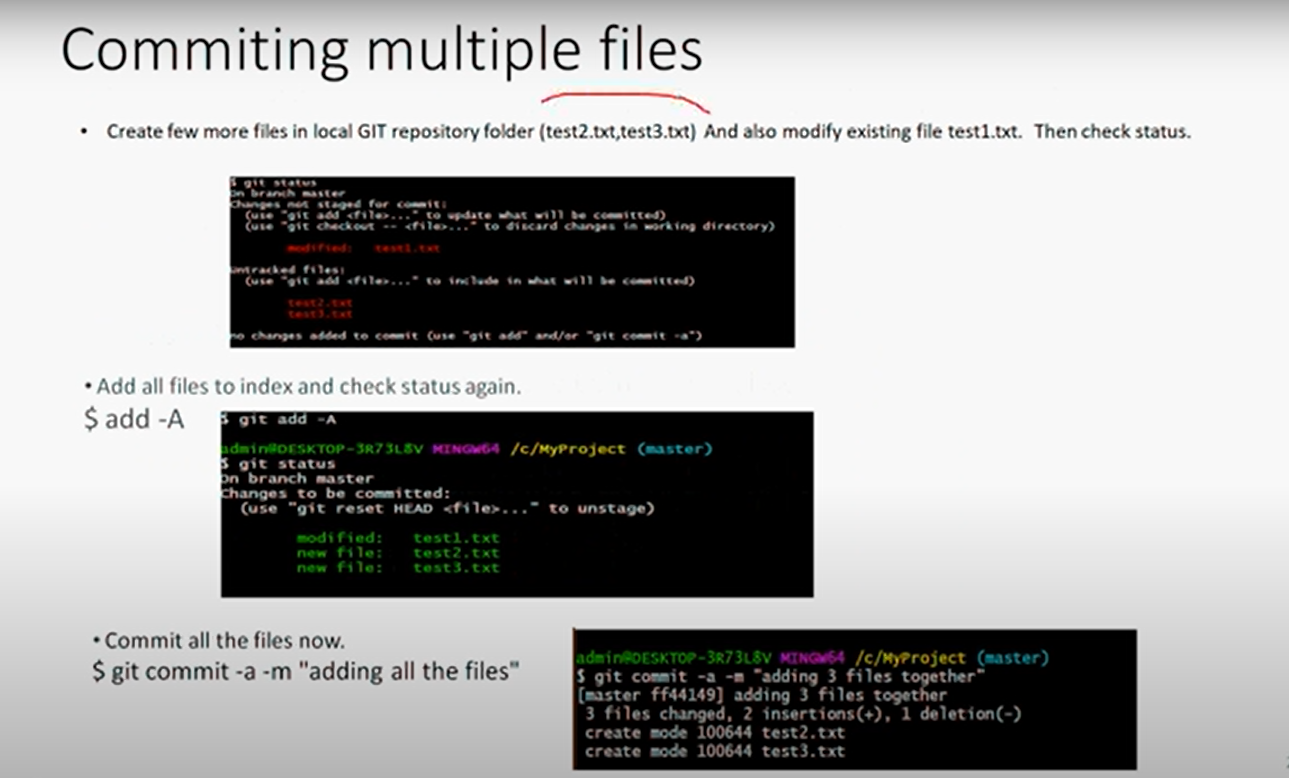 Commiting multiple files
• Create few more files in local GIT repository folder (test2.txt,test3.txt) And also modify existing file test1.txt. Then check status.
$ git status
On branch master
Changes not staged for commit:
(use "git add <file>..." to update what will be committed)
(use "git checkout -- <file>..." to discard changes in working directory)
modified: test1.txt
Untracked files:
(use "git add <file>..." to include in what will be committed)
test2.txt
test3.txt
no changes added to commit (use "git add" and/or "git commit -a")
• Add all files to index and check status again.
$ add -A
$ git add -A
admin@DESKTOP-3R73L8V MINGW64 /c/MyProject (master)
$ git status
On branch master
Changes to be committed:
(use "git reset HEAD <file>..." to unstage)
modified: test1.txt
new file: test2.txt
new file: test3.txt
• Commit all the files now.
$ git commit -a -m "adding all the files"
admin@DESKTOP-3R73L8V MINGW64 /c/MyProject (master)
$ git commit -a -m "adding 3 files together"
[master ff44149] adding 3 files together
3 files changed, 2 insertions(+), 1 deletion(-)
create mode 100644 test2.txt
create mode 100644 test3.txt